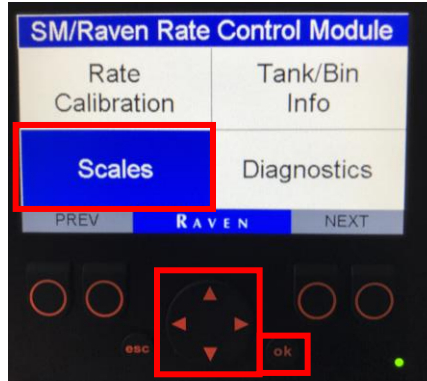 SM/Raven Rate Control Module
Rate
Calibration
Tank/Bin
Info
Scales
Diagnostics
PREV
RAVEN
NEXT
esc
ok